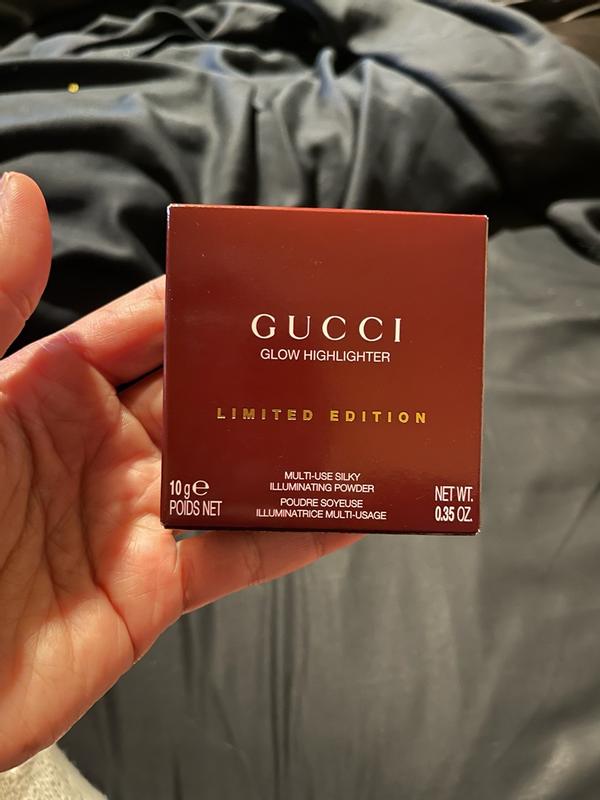 GUCCI
GLOW HIGHLIGHTER
LIMITED EDITION
MULTI-USE SILKY
ILLUMINATING POWDER
POUDRE SOYEUSE
ILLUMINATRICE MULTI-USAGE
10 g ℮
POIDS NET
NET WT.
0.35 OZ.